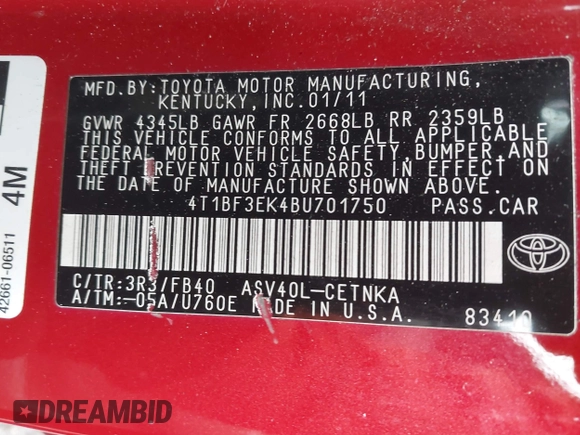 MFD.BY:TOYOTA MOTOR MANUFACTURING,
KENTUCKY,INC.01/11
GVWR 4345LB GAWR FR 2668LB RR 2359LB
THIS VEHICLE CONFORMS TO ALL APPLICABLE
FEDERAL MOTOR VEHICLE SAFETY,BUMPER,AND
THEFT PREVENTION STANDARDS IN EFFECT ON
THE DATE OF MANUFACTURE SHOWN ABOVE.
4T1BF3EK4BU701750 PASS.CAR
TOYOTA
C/TR:3R3/FB40 ASV40L-CETNKA
A/TM:-05A/U760E MADE IN U.S.A.
42661-06511
4M
DREAMBID